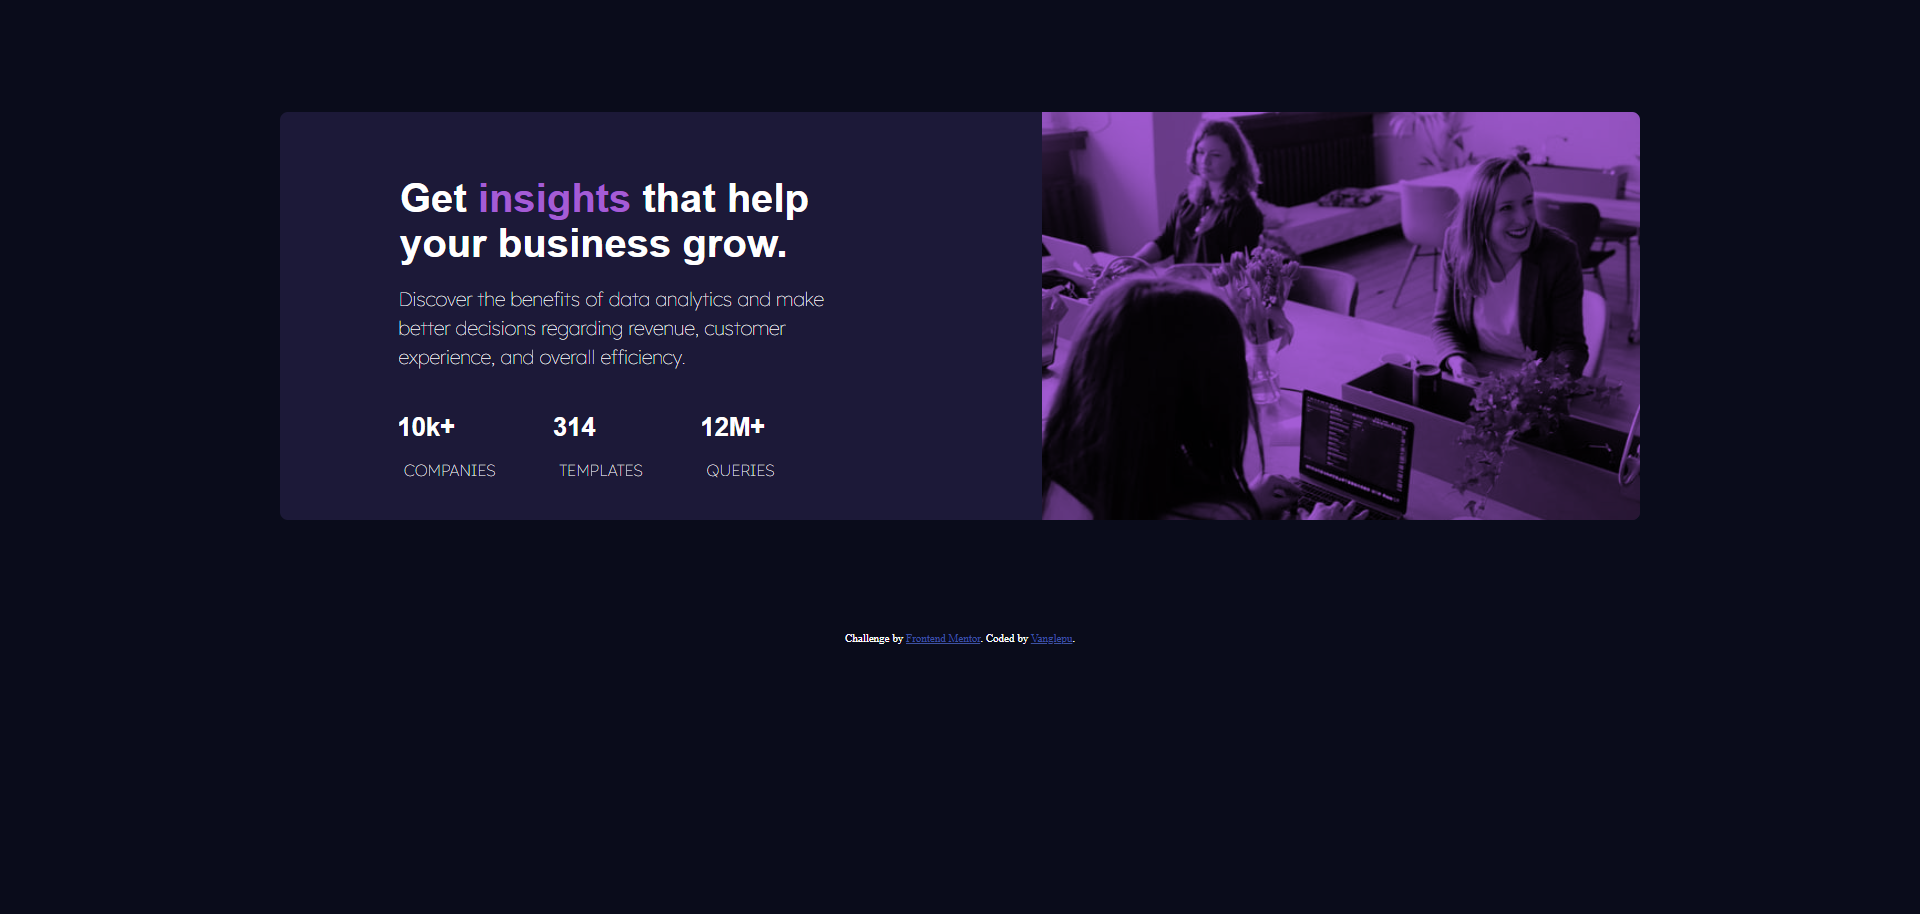 Get insights that help
your business grow.
Discover the benefits of data analytics and make
better decisions regarding revenue, customer
experience, and overall efficiency.
10k+ 314 12M+
COMPANIES TEMPLATES QUERIES
Challenge by Frontend Mentor. Coded by Vanglepu.